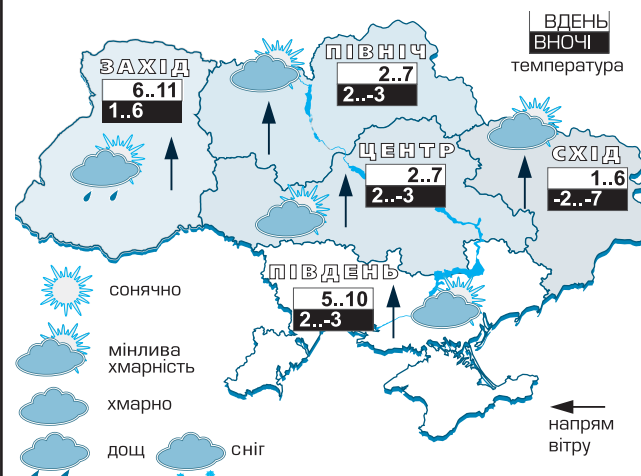 ВДЕНЬ
ВНОЧІ
температура
ПІВНІЧ
2..7
2..-3
ЗАХІД
6..11
1..6
ЦЕНТР
2..7
2..-3
СХІД
1..6
-2..-7
ПІВДЕНЬ
5..10
2..-3
сонячно
мінлива
хмарність
хмарно
дощ
сніг
напрям
вітру